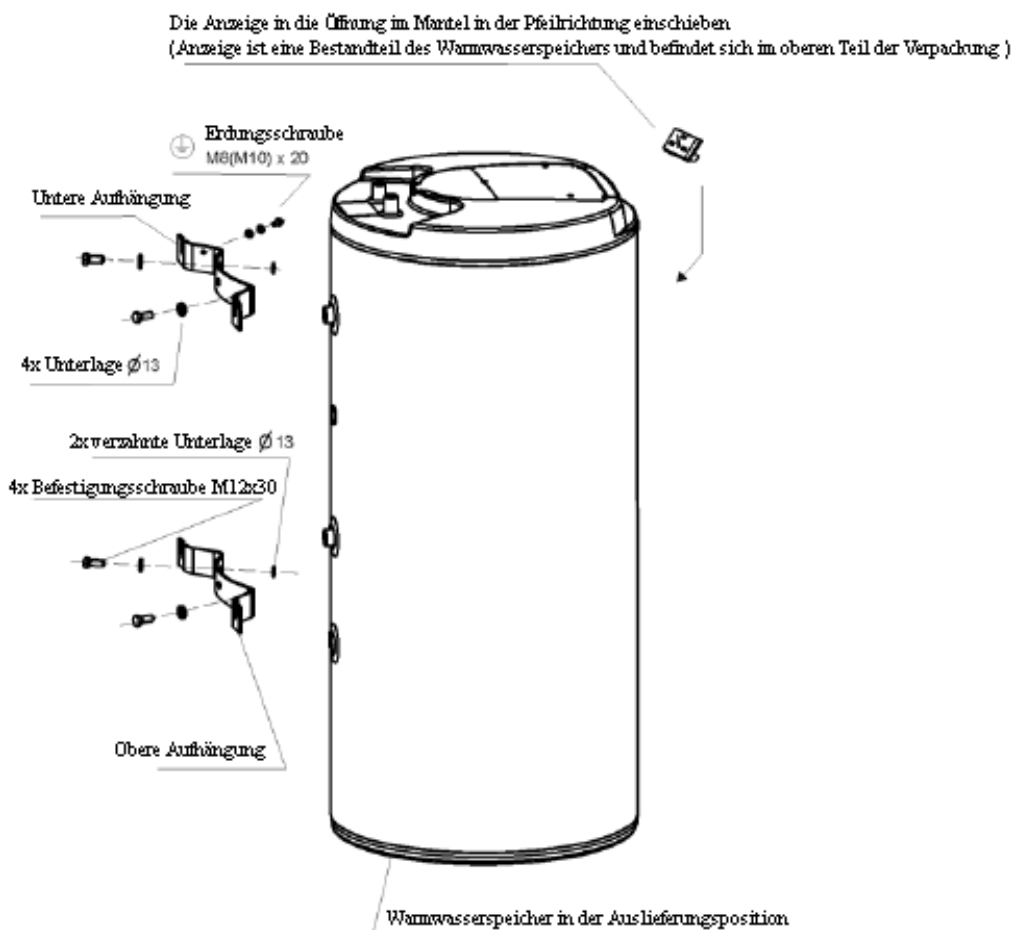 Die Anzeige in die Öffnung im Mantel in der Pfeilrichtung einschieben
(Anzeige ist eine Bestandteil des Warmwasserspeichers und befindet sich im oberen Teil der Verpackung )
Erdungsschraube
M8(M10) x 20
Untere Aufhängung
4x Unterlage Ø13
2x verzahnte Unterlage Ø 13
4x Befestigungsschraube M12x30
Obere Aufhängung
Warmwasserspeicher in der Auslieferungsposition